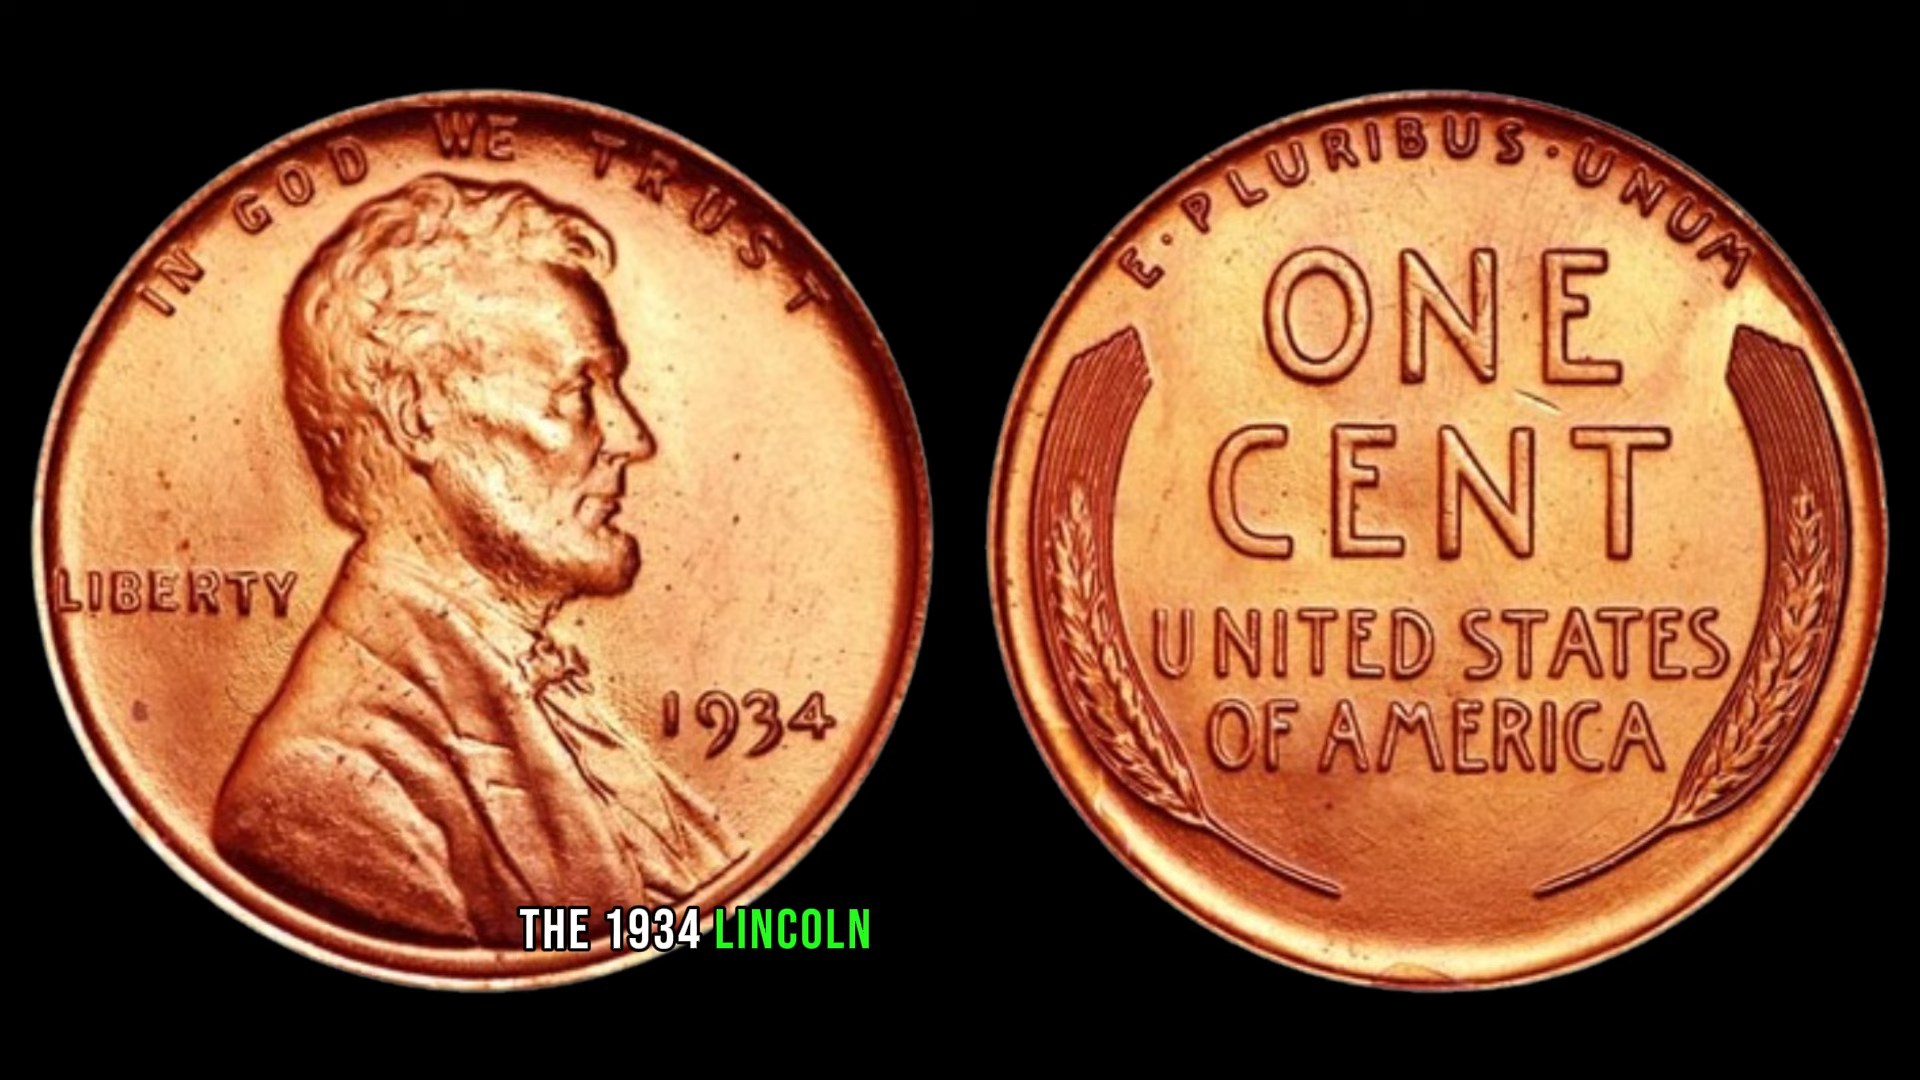 IN GOD WE TRUST
LIBERTY
1934
E·PLURIBUS·UNUM
ONE
CENT
UNITED STATES
OF AMERICA
THE 1934 LINCOLN